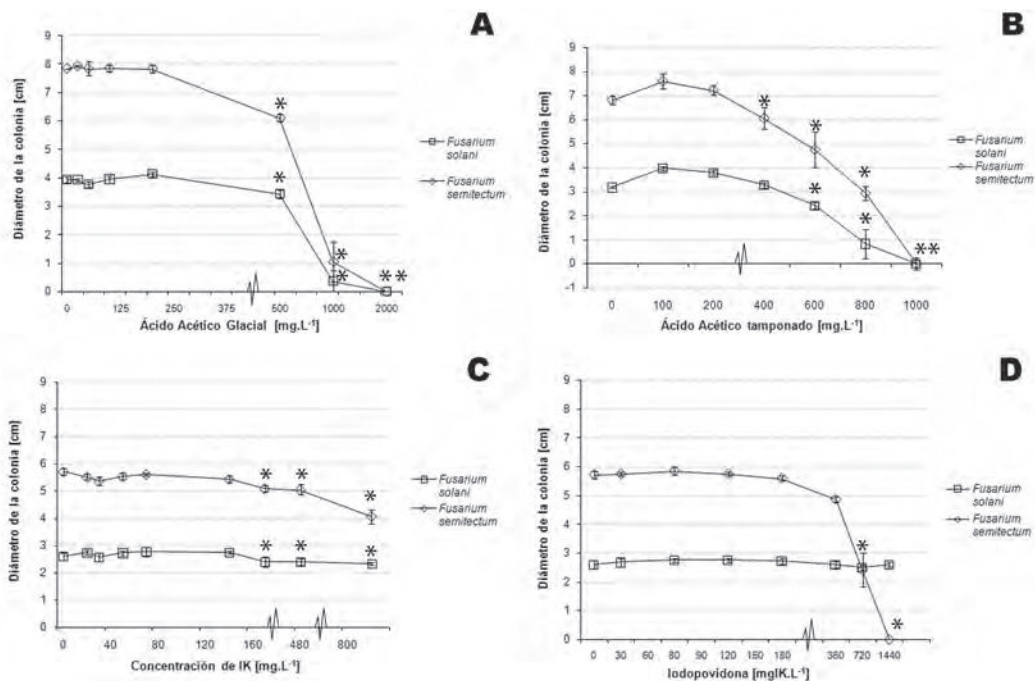 A
Diámetro de la colonia [cm]
9
8
7
6
5
4
3
2
1
0
* * * * * *
0 125 250 500 1000 2000
Ácido Acético Glacial [mg.L-1]
Fusarium solani
Fusarium semitectum
B
Diámetro de la colonia [cm]
9
8
7
6
5
4
3
2
1
0
-1
* * * * * **
0 100 200 400 600 800 1000
Ácido Acético tamponado [mg.L-1]
Fusarium solani
Fusarium semitectum
C
Diámetro de la colonia [cm]
9
8
7
6
5
4
3
2
1
0
* * *
* * *
0 40 80 120 160 480 800
Concentración de IK [mg.L-1]
Fusarium solani
Fusarium semitectum
D
Diámetro de la colonia [cm]
9
8
7
6
5
4
3
2
1
0
* *
0 30 60 80 120 180 360 720 1440
Iodopovidona [mgIK.L-1]
Fusarium solani
Fusarium semitectum